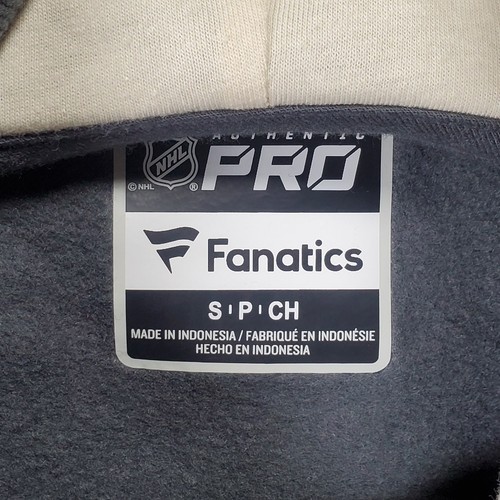 AUTHENTIC
NHL PRO
© NHL ®
Fanatics
S | P | CH
MADE IN INDONESIA / FABRIQUÉ EN INDONÉSIE
HECHO EN INDONESIA